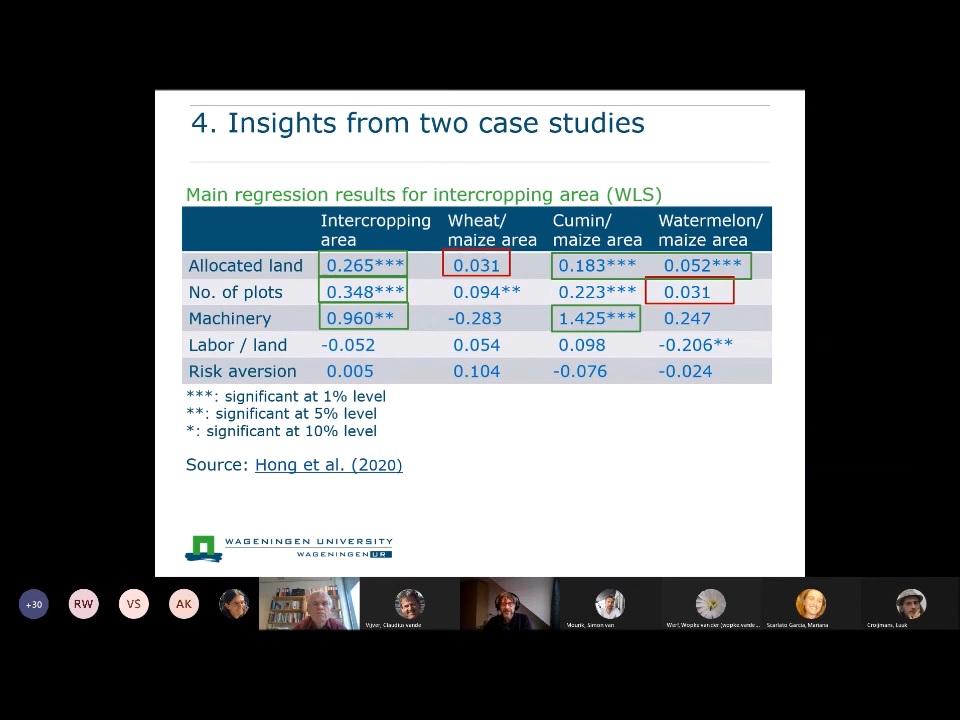 4. Insights from two case studies
Main regression results for intercropping area (WLS)
Intercropping area Wheat/ maize area Cumin/ maize area Watermelon/ maize area
Allocated land 0.265*** 0.031 0.183*** 0.052***
No. of plots 0.348*** 0.094** 0.223*** 0.031
Machinery 0.960** -0.283 1.425*** 0.247
Labor / land -0.052 0.054 0.098 -0.206**
Risk aversion 0.005 0.104 -0.076 -0.024
***: significant at 1% level
**: significant at 5% level
*: significant at 10% level
Source: Hong et al. (2020)
WAGENINGEN UNIVERSITY
WAGENINGEN UR
+30 RW VS AK
Vijver, Claudius vande
Mourik, Simon van
Werf, Wopke van der (wopke.vande...
Scarlato Garcia, Mariana
Croijmans, Luuk